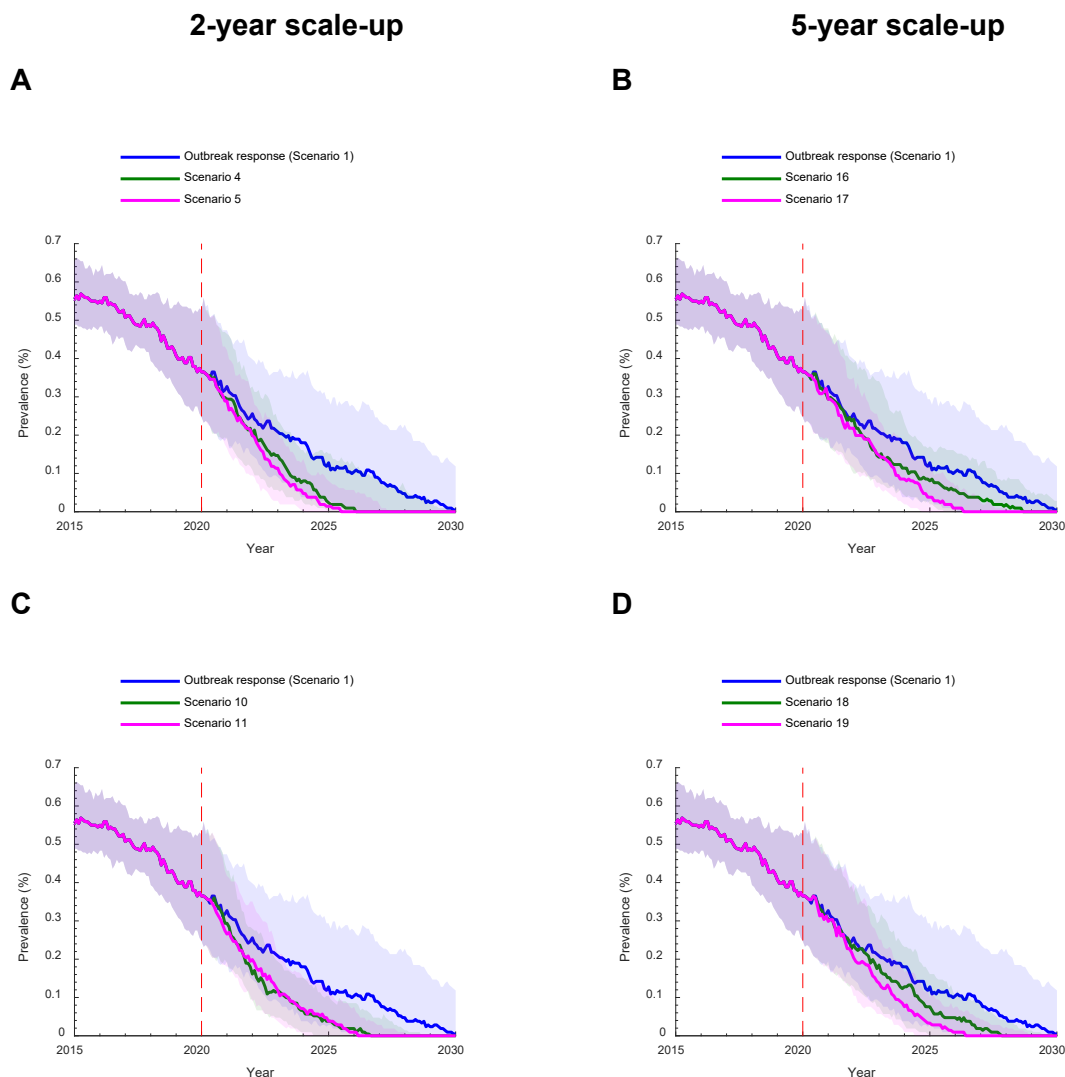 2-year scale-up
5-year scale-up
A
Outbreak response (Scenario 1)
Scenario 4
Scenario 5
0.7
0.6
0.5
0.4
0.3
0.2
0.1
0
Prevalence (%)
2015
2020
2025
2030
Year
B
Outbreak response (Scenario 1)
Scenario 16
Scenario 17
0.7
0.6
0.5
0.4
0.3
0.2
0.1
0
Prevalence (%)
2015
2020
2025
2030
Year
C
Outbreak response (Scenario 1)
Scenario 10
Scenario 11
0.7
0.6
0.5
0.4
0.3
0.2
0.1
0
Prevalence (%)
2015
2020
2025
2030
Year
D
Outbreak response (Scenario 1)
Scenario 18
Scenario 19
0.7
0.6
0.5
0.4
0.3
0.2
0.1
0
Prevalence (%)
2015
2020
2025
2030
Year